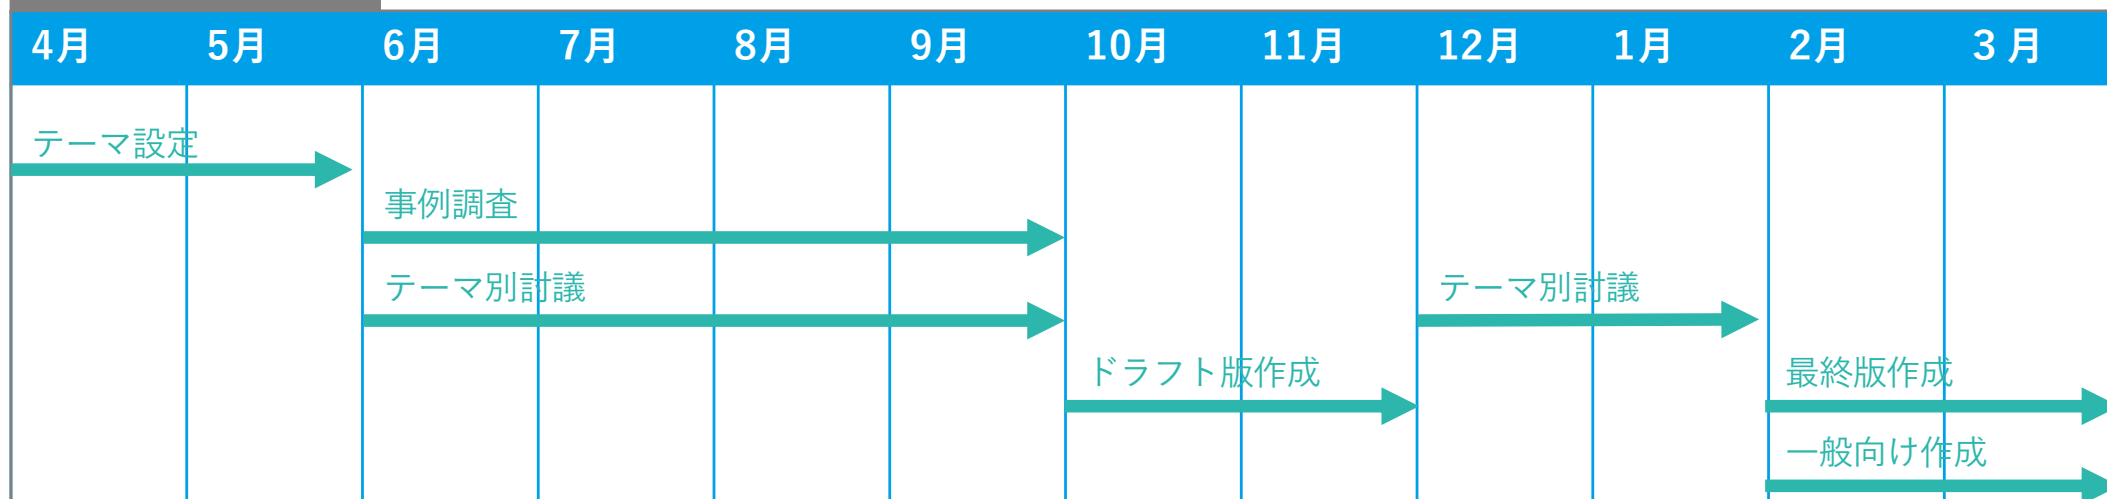 4月 5月 6月 7月 8月 9月 10月 11月 12月 1月 2月 3月
テーマ設定
事例調査
テーマ別討議 テーマ別討議
ドラフト版作成 最終版作成
一般向け作成